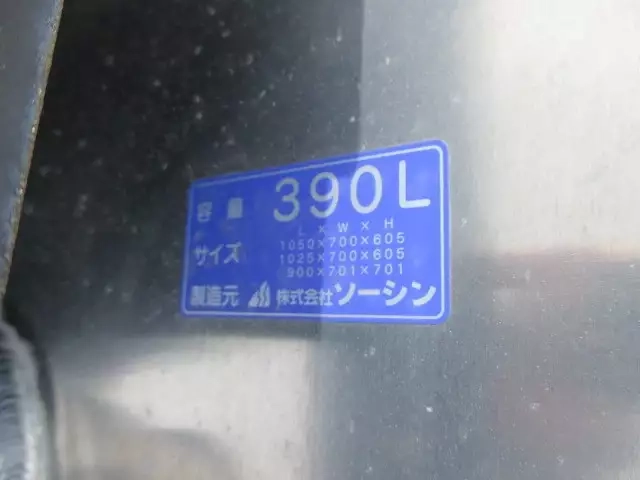 容量 390L
L × W × H
サイズ 1050×700×605
1025×700×605
900×701×701
製造元 株式会社ソーシン